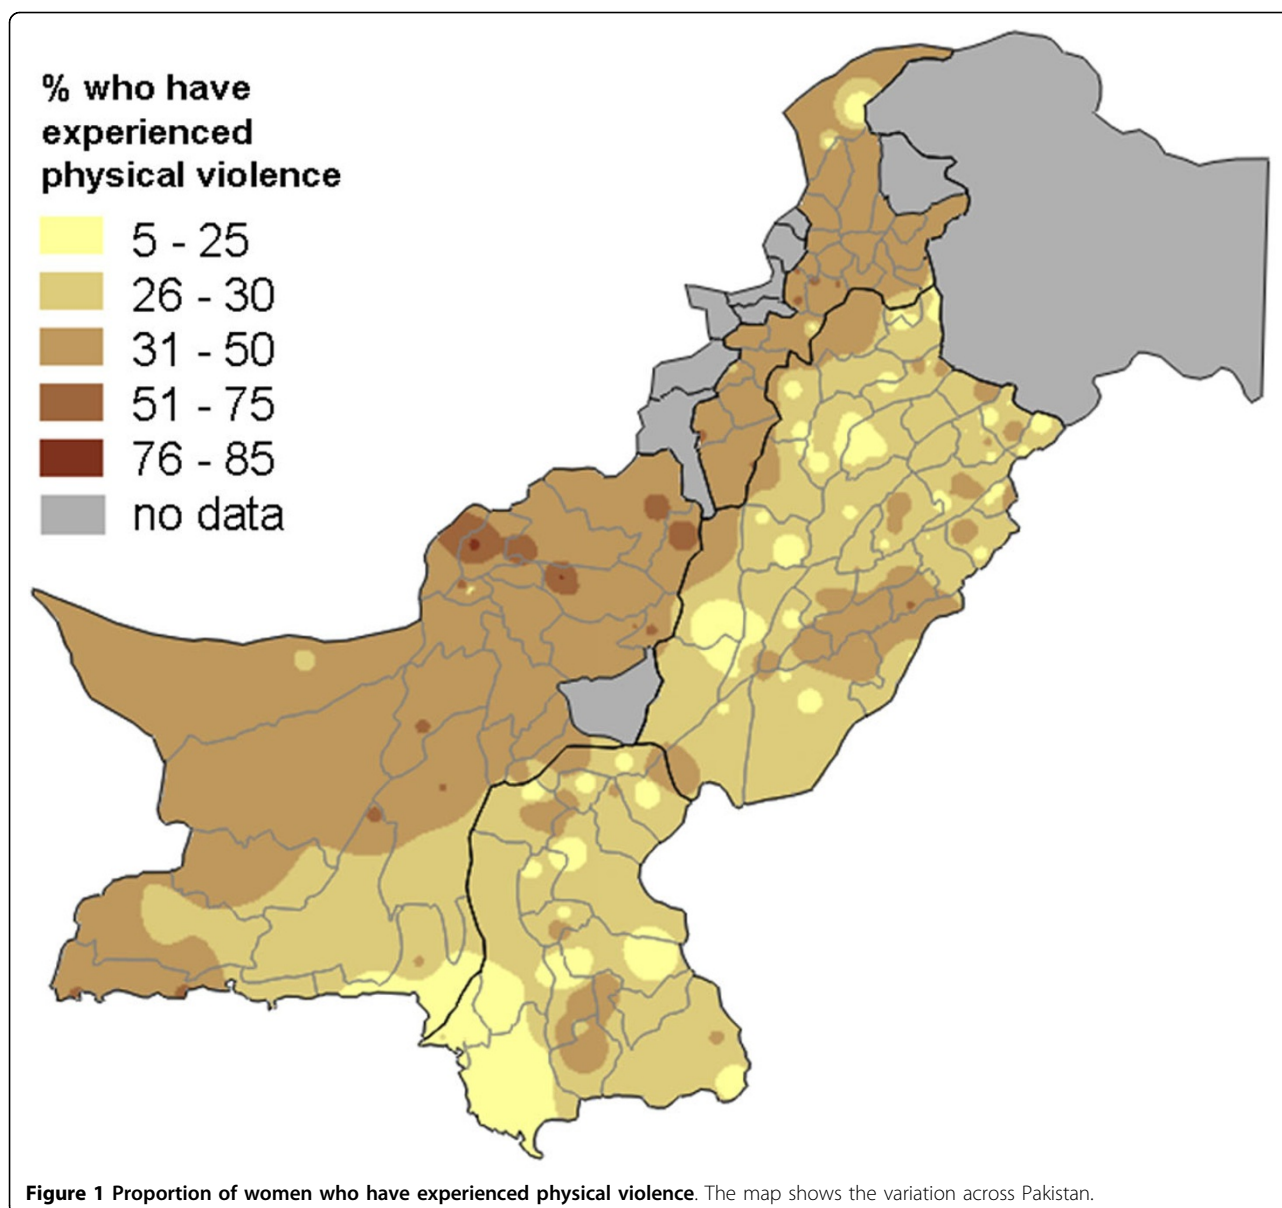 % who have
experienced
physical violence
5 - 25
26 - 30
31 - 50
51 - 75
76 - 85
no data
Figure 1 Proportion of women who have experienced physical violence. The map shows the variation across Pakistan.